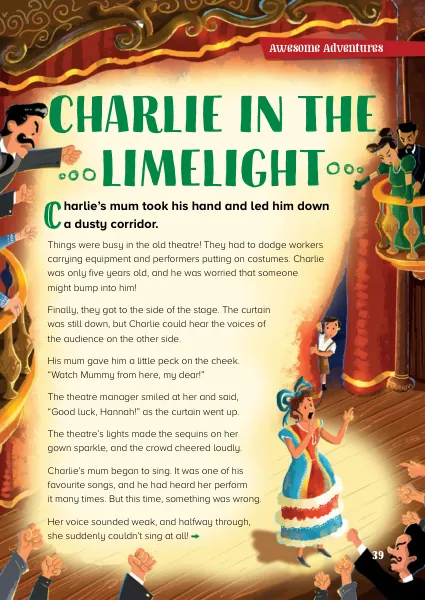 Awesome Adventures
CHARLIE IN THE
LIMELIGHT
Charlie's mum took his hand and led him down
a dusty corridor.
Things were busy in the old theatre! They had to dodge workers
carrying equipment and performers putting on costumes. Charlie
was only five years old, and he was worried that someone
might bump into him!
Finally, they got to the side of the stage. The curtain
was still down, but Charlie could hear the voices of
the audience on the other side.
His mum gave him a little peck on the cheek.
“Watch Mummy from here, my dear!”
The theatre manager smiled at her and said,
“Good luck, Hannah!” as the curtain went up.
The theatre's lights made the sequins on her
gown sparkle, and the crowd cheered loudly.
Charlie's mum began to sing. It was one of his
favourite songs, and he had heard her perform
it many times. But this time, something was wrong.
Her voice sounded weak, and halfway through,
she suddenly couldn't sing at all! ➡
39